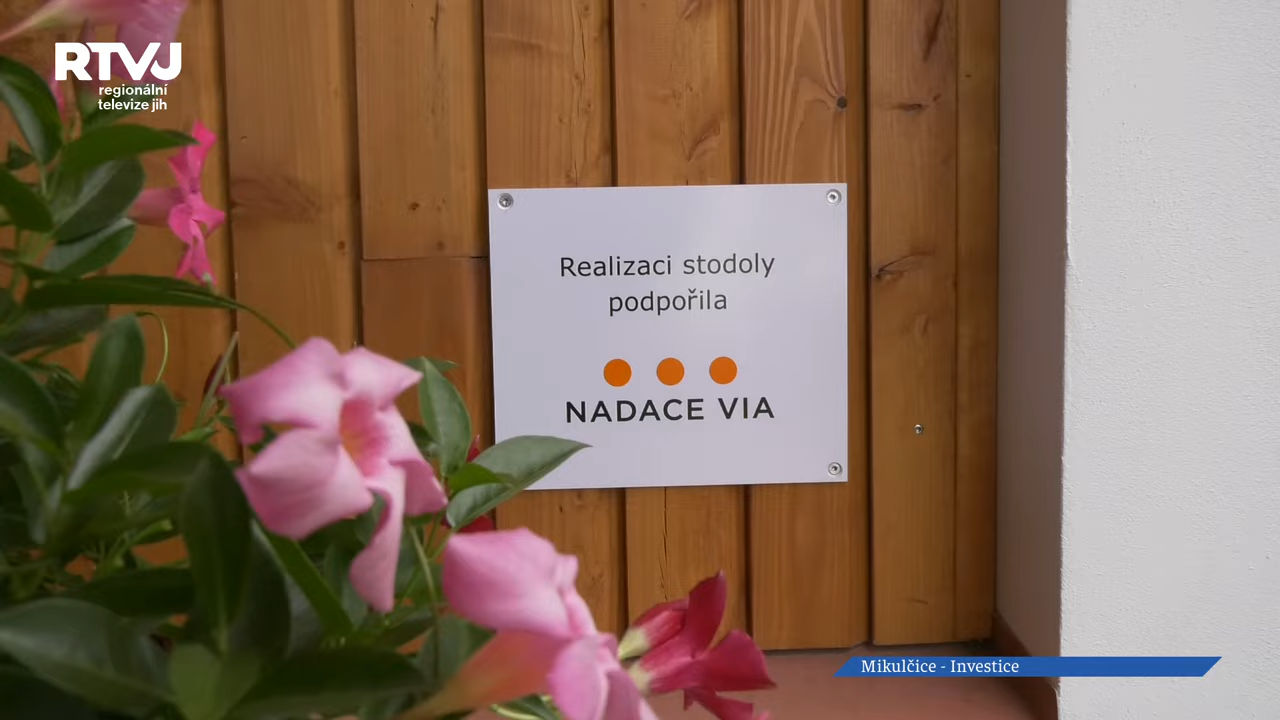 RTVJ
regionální
televize jih
Realizaci stodoly
podpořila
NADACE VIA
Mikulčice - Investice